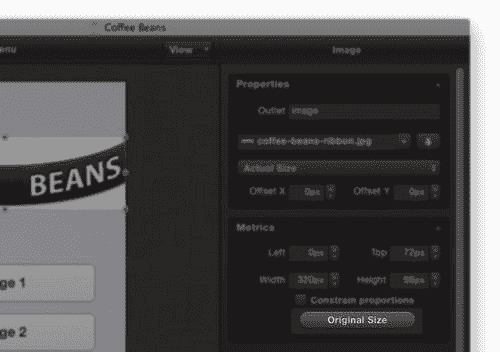 Coffee Beans
enu View Image
Properties
Outlet image
coffee-beans-ribbon.jpg
Actual Size
Offset X 0px Offset Y 0px
BEANS
Metrics
Left 0px Top 72px
Width 320px Height 98px
Constrain proportions
Original Size
ge 1
ge 2